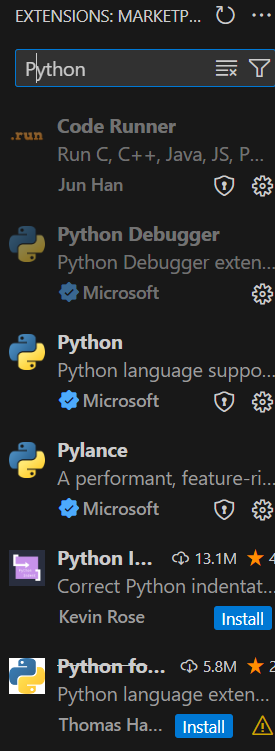 EXTENSIONS: MARKETP...
Python
.run
Code Runner
Run C, C++, Java, JS, P...
Jun Han
Python Debugger
Python Debugger exten...
Microsoft
Python
Python language suppo...
Microsoft
Pylance
A performant, feature-ri...
Microsoft
Python I... 13.1M 4
Correct Python indentat...
Kevin Rose Install
Python fo... 5.8M 2
Python language exten...
Thomas Ha... Install